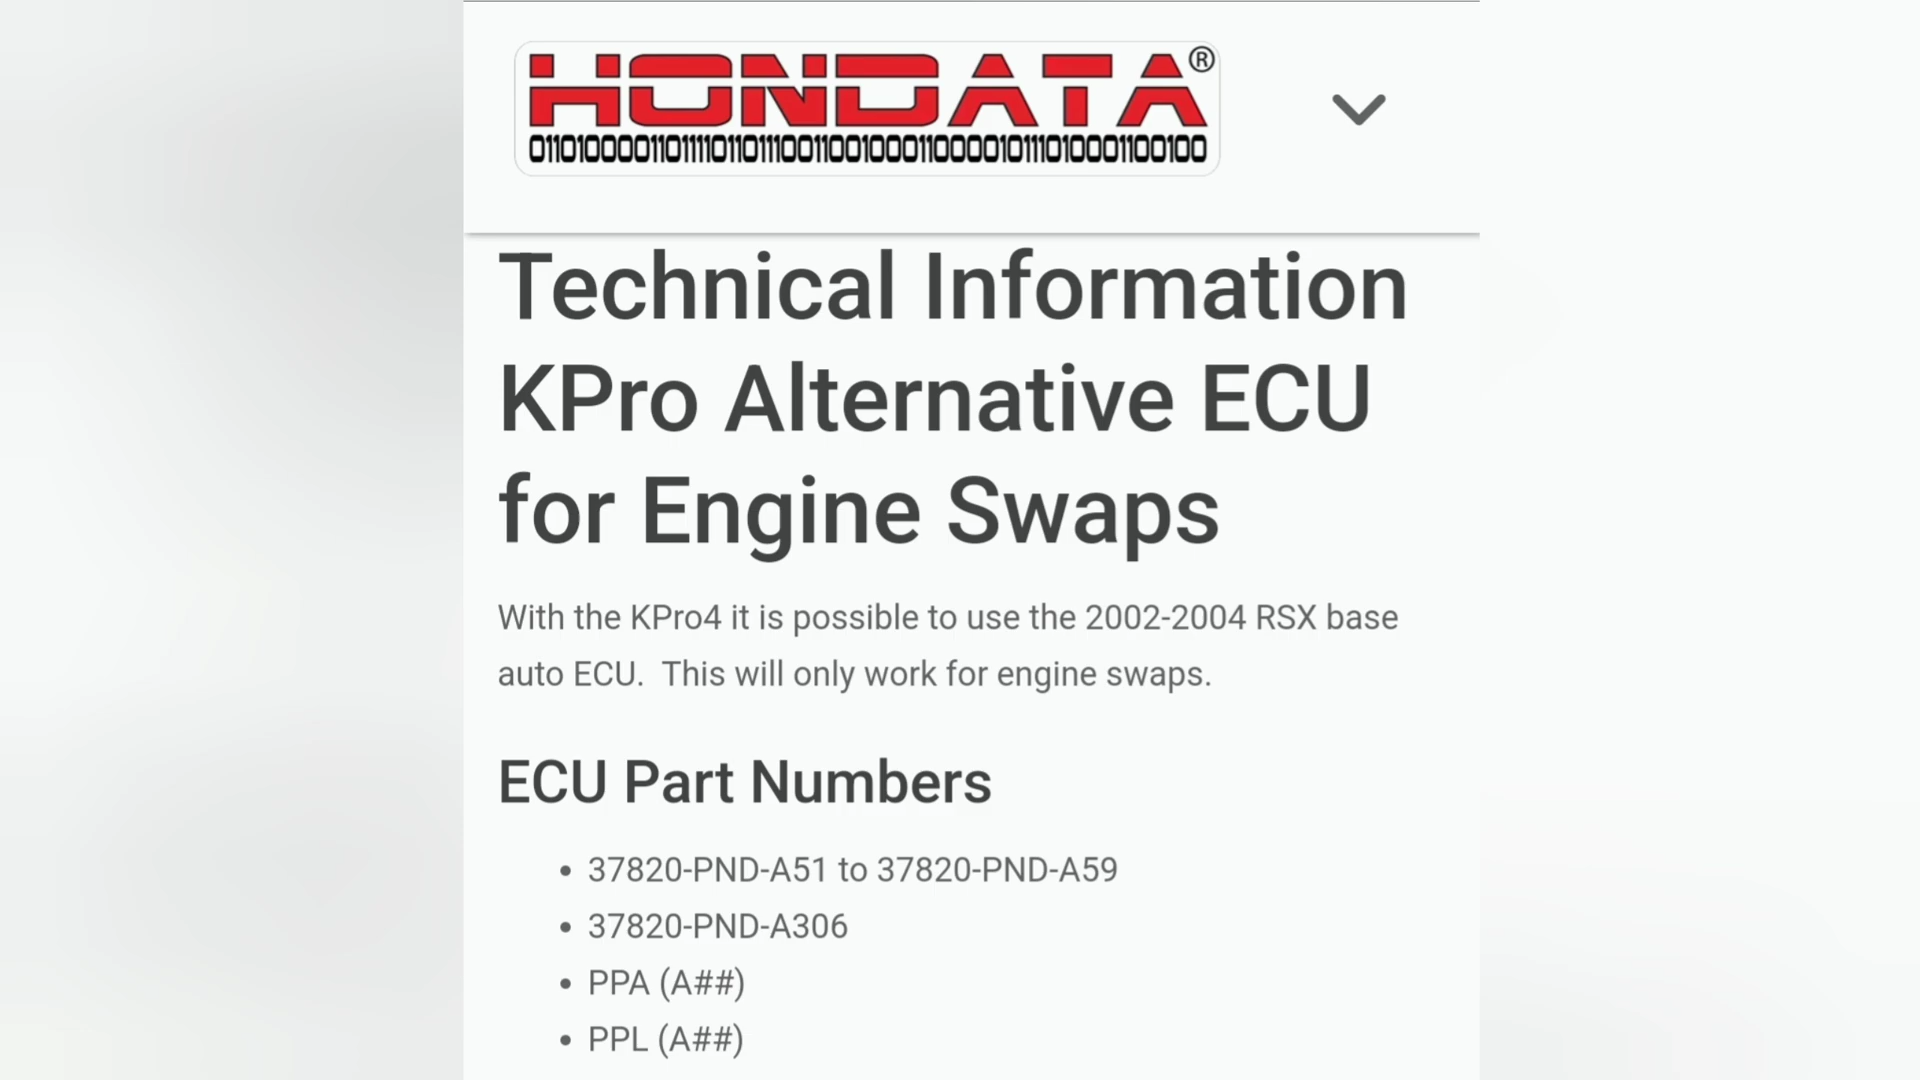 HONDATA®
Technical Information
KPro Alternative ECU
for Engine Swaps
With the KPro4 it is possible to use the 2002-2004 RSX base
auto ECU. This will only work for engine swaps.
ECU Part Numbers
• 37820-PND-A51 to 37820-PND-A59
• 37820-PND-A306
• PPA (A##)
• PPL (A##)